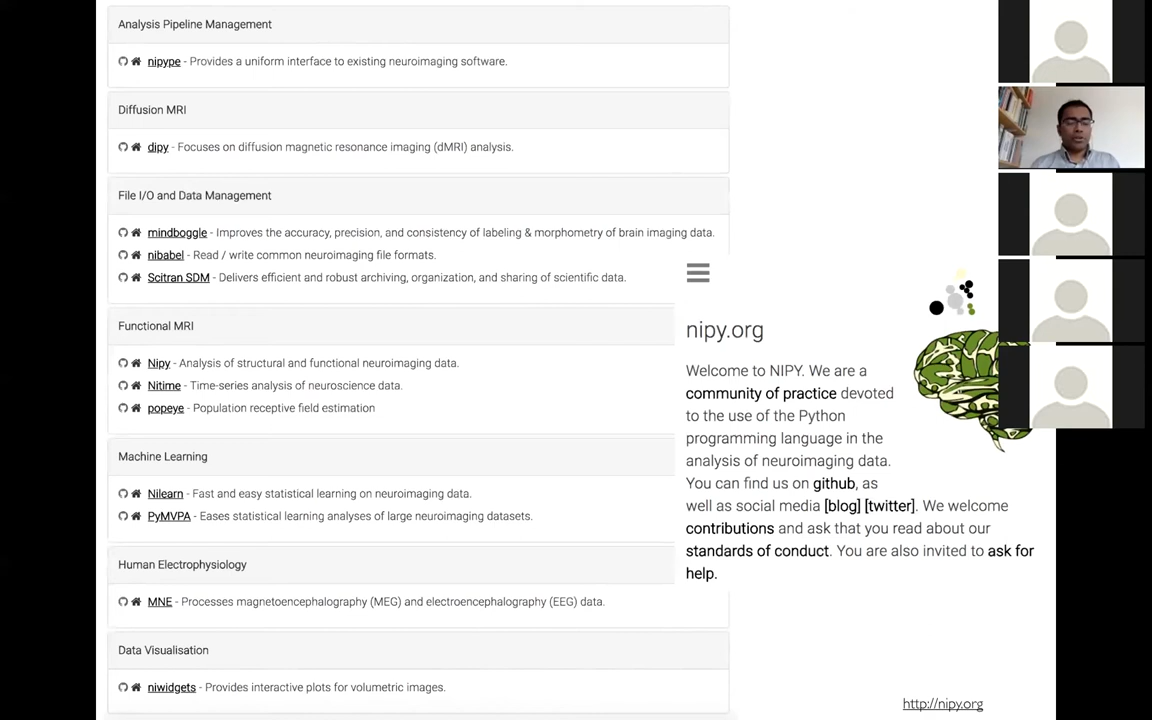 Analysis Pipeline Management
nipype - Provides a uniform interface to existing neuroimaging software.
Diffusion MRI
dipy - Focuses on diffusion magnetic resonance imaging (dMRI) analysis.
File I/O and Data Management
mindboggle - Improves the accuracy, precision, and consistency of labeling & morphometry of brain imaging data.
nibabel - Read / write common neuroimaging file formats.
Scitran SDM - Delivers efficient and robust archiving, organization, and sharing of scientific data.
Functional MRI
Nipy - Analysis of structural and functional neuroimaging data.
Nitime - Time-series analysis of neuroscience data.
popeye - Population receptive field estimation
Machine Learning
Nilearn - Fast and easy statistical learning on neuroimaging data.
PyMVPA - Eases statistical learning analyses of large neuroimaging datasets.
Human Electrophysiology
MNE - Processes magnetoencephalography (MEG) and electroencephalography (EEG) data.
Data Visualisation
niwidgets - Provides interactive plots for volumetric images.
nipy.org
Welcome to NIPY. We are a
community of practice devoted
to the use of the Python
programming language in the
analysis of neuroimaging data.
You can find us on github, as
well as social media [blog] [twitter]. We welcome
contributions and ask that you read about our
standards of conduct. You are also invited to ask for
help.
http://nipy.org